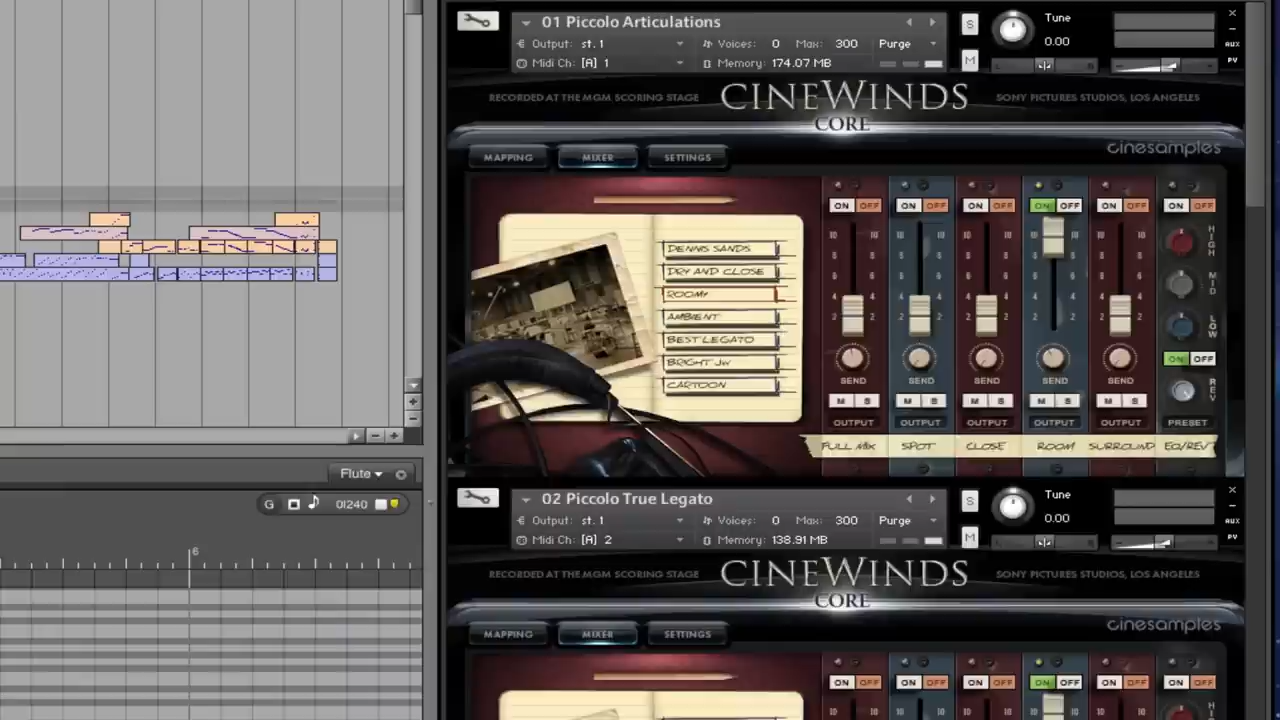 01 Piccolo Articulations
Output: st. 1
Voices: 0 Max: 300
Purge
Midi Ch: [A] 1
Memory: 174.07 MB
S
M
Tune
0.00
AUX
PV
RECORDED AT THE MGM SCORING STAGE
CINEWINDS
CORE
SONY PICTURES STUDIOS, LOS ANGELES
cinesamples
MAPPING
MIXER
SETTINGS
DENNIS SANDS
DRY AND CLOSE
ROOMY
AMBIENT
BEST LEGATO
BRIGHT JW
CARTOON
ON OFF ON OFF ON OFF ON OFF ON OFF ON OFF
HIGH
MID
LOW
ON OFF
REV
SEND SEND SEND SEND SEND
M S M S M S M S M S
OUTPUT OUTPUT OUTPUT OUTPUT OUTPUT PRESET
FULL MIX SPOT CLOSE ROOM SURROUND EQ/REV
Flute
G
0|240
6
02 Piccolo True Legato
Output: st. 1
Voices: 0 Max: 300
Purge
Midi Ch: [A] 2
Memory: 138.91 MB
S
M
Tune
0.00
AUX
PV
RECORDED AT THE MGM SCORING STAGE
CINEWINDS
CORE
SONY PICTURES STUDIOS, LOS ANGELES
cinesamples
MAPPING
MIXER
SETTINGS
ON OFF ON OFF ON OFF ON OFF ON OFF ON OFF